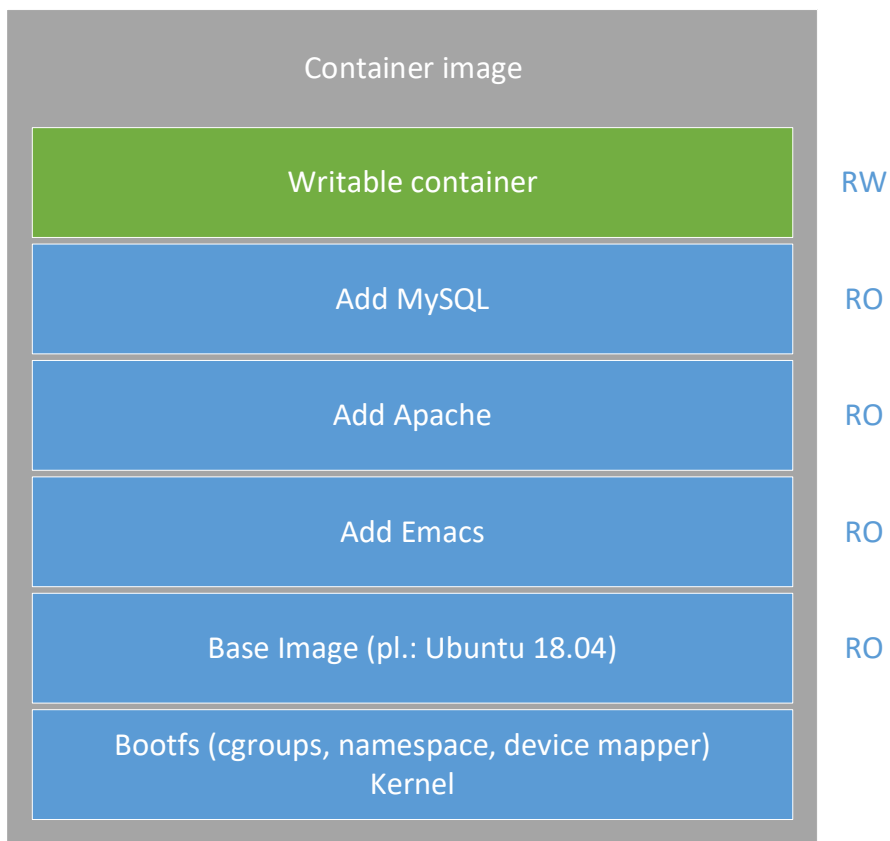 Container image
Writable container RW
Add MySQL RO
Add Apache RO
Add Emacs RO
Base Image (pl.: Ubuntu 18.04) RO
Bootfs (cgroups, namespace, device mapper)
Kernel